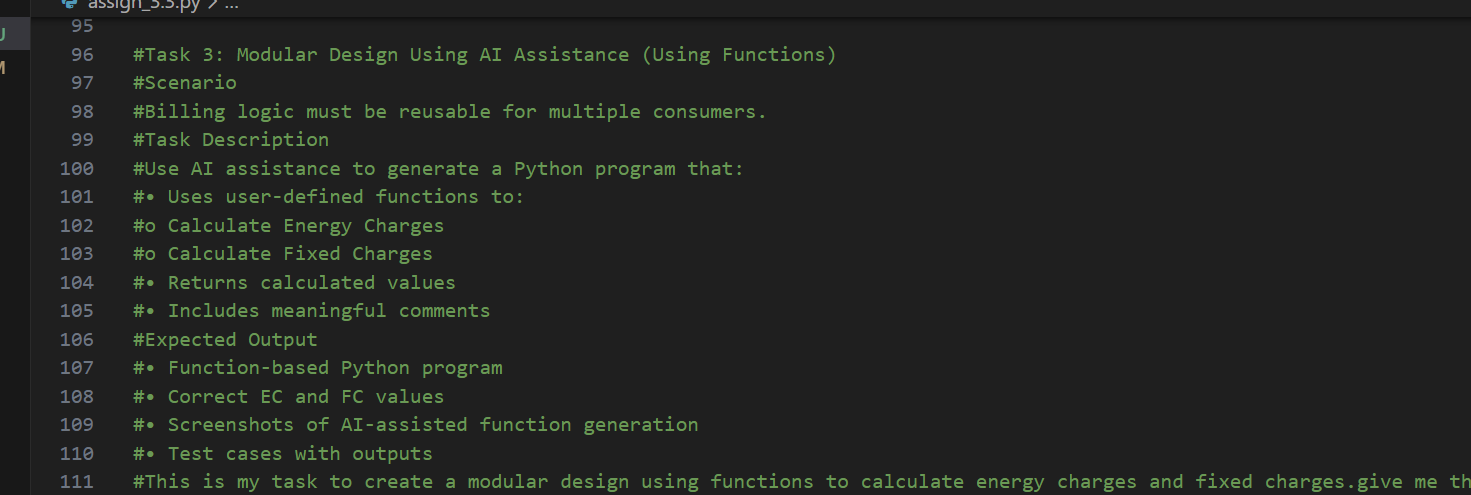 assign_3.3.py > ...
95
96 #Task 3: Modular Design Using AI Assistance (Using Functions)
97 #Scenario
98 #Billing logic must be reusable for multiple consumers.
99 #Task Description
100 #Use AI assistance to generate a Python program that:
101 #• Uses user-defined functions to:
102 #o Calculate Energy Charges
103 #o Calculate Fixed Charges
104 #• Returns calculated values
105 #• Includes meaningful comments
106 #Expected Output
107 #• Function-based Python program
108 #• Correct EC and FC values
109 #• Screenshots of AI-assisted function generation
110 #• Test cases with outputs
111 #This is my task to create a modular design using functions to calculate energy charges and fixed charges.give me th